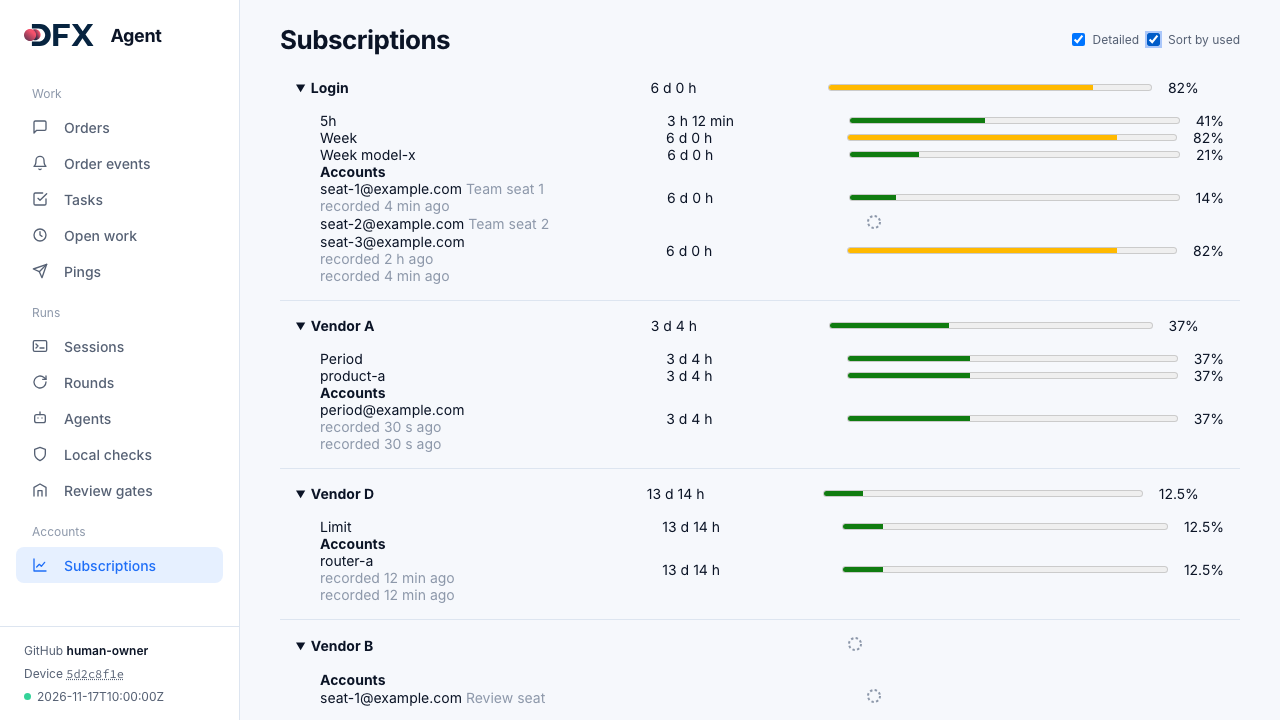 DFX Agent
Work
Orders
Order events
Tasks
Open work
Pings
Runs
Sessions
Rounds
Agents
Local checks
Review gates
Accounts
Subscriptions
GitHub human-owner
Device 5d2c8f1e
2026-11-17T10:00:00Z
Subscriptions
Detailed Sort by used
Login 6 d 0 h 82%
5h 3 h 12 min 41%
Week 6 d 0 h 82%
Week model-x 6 d 0 h 21%
Accounts
seat-1@example.com Team seat 1
recorded 4 min ago
6 d 0 h 14%
seat-2@example.com Team seat 2
seat-3@example.com
recorded 2 h ago
6 d 0 h 82%
recorded 4 min ago
Vendor A 3 d 4 h 37%
Period 3 d 4 h 37%
product-a 3 d 4 h 37%
Accounts
period@example.com
recorded 30 s ago
3 d 4 h 37%
recorded 30 s ago
Vendor D 13 d 14 h 12.5%
Limit 13 d 14 h 12.5%
Accounts
router-a
recorded 12 min ago
13 d 14 h 12.5%
recorded 12 min ago
Vendor B
Accounts
seat-1@example.com Review seat